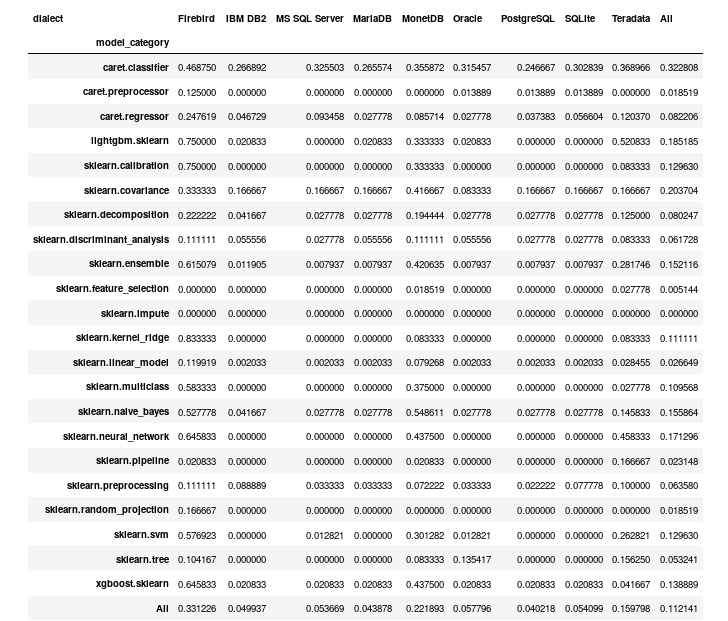 dialect Firebird IBM DB2 MS SQL Server MariaDB MonetDB Oracle PostgreSQL SQLite Teradata All
model_category
caret.classifier 0.468750 0.266892 0.325503 0.265574 0.355872 0.315457 0.246667 0.302839 0.368966 0.322808
caret.preprocessor 0.125000 0.000000 0.000000 0.000000 0.000000 0.013889 0.013889 0.013889 0.000000 0.018519
caret.regressor 0.247619 0.046729 0.093458 0.027778 0.085714 0.027778 0.037383 0.056604 0.120370 0.082206
lightgbm.sklearn 0.750000 0.020833 0.000000 0.020833 0.333333 0.020833 0.000000 0.000000 0.520833 0.185185
sklearn.calibration 0.750000 0.000000 0.000000 0.000000 0.333333 0.000000 0.000000 0.000000 0.083333 0.129630
sklearn.covariance 0.333333 0.166667 0.166667 0.166667 0.416667 0.083333 0.166667 0.166667 0.166667 0.203704
sklearn.decomposition 0.222222 0.041667 0.027778 0.027778 0.194444 0.027778 0.027778 0.027778 0.125000 0.080247
sklearn.discriminant_analysis 0.111111 0.055556 0.027778 0.055556 0.111111 0.055556 0.027778 0.027778 0.083333 0.061728
sklearn.ensemble 0.615079 0.011905 0.007937 0.007937 0.420635 0.007937 0.007937 0.007937 0.281746 0.152116
sklearn.feature_selection 0.000000 0.000000 0.000000 0.000000 0.018519 0.000000 0.000000 0.000000 0.027778 0.005144
sklearn.impute 0.000000 0.000000 0.000000 0.000000 0.000000 0.000000 0.000000 0.000000 0.000000 0.000000
sklearn.kernel_ridge 0.833333 0.000000 0.000000 0.000000 0.083333 0.000000 0.000000 0.000000 0.083333 0.111111
sklearn.linear_model 0.119919 0.002033 0.002033 0.002033 0.079268 0.002033 0.002033 0.002033 0.028455 0.026649
sklearn.multiclass 0.583333 0.000000 0.000000 0.000000 0.375000 0.000000 0.000000 0.000000 0.027778 0.109568
sklearn.naive_bayes 0.527778 0.041667 0.027778 0.027778 0.548611 0.027778 0.027778 0.027778 0.145833 0.155864
sklearn.neural_network 0.645833 0.000000 0.000000 0.000000 0.437500 0.000000 0.000000 0.000000 0.458333 0.171296
sklearn.pipeline 0.020833 0.000000 0.000000 0.000000 0.020833 0.000000 0.000000 0.000000 0.166667 0.023148
sklearn.preprocessing 0.111111 0.088889 0.033333 0.033333 0.072222 0.033333 0.022222 0.077778 0.100000 0.063580
sklearn.random_projection 0.166667 0.000000 0.000000 0.000000 0.000000 0.000000 0.000000 0.000000 0.000000 0.018519
sklearn.svm 0.576923 0.000000 0.012821 0.000000 0.301282 0.012821 0.000000 0.000000 0.262821 0.129630
sklearn.tree 0.104167 0.000000 0.000000 0.000000 0.083333 0.135417 0.000000 0.000000 0.156250 0.053241
xgboost.sklearn 0.645833 0.020833 0.020833 0.020833 0.437500 0.020833 0.020833 0.020833 0.041667 0.138889
All 0.331226 0.049937 0.053669 0.043878 0.221893 0.057796 0.040218 0.054099 0.159798 0.112141